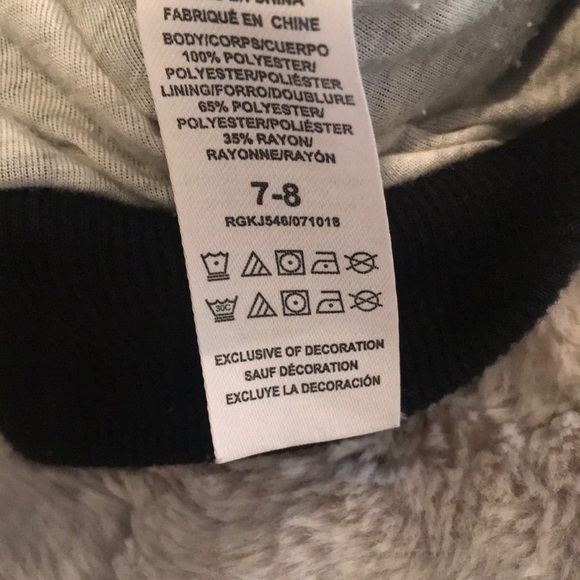 FABRIQUÉ EN CHINE
BODY/CORPS/CUERPO
100% POLYESTER/
POLYESTER/POLIÉSTER
LINING/FORRO/DOUBLURE
65% POLYESTER/
POLYESTER/POLIÉSTER
35% RAYON/
RAYONNE/RAYÓN
7-8
RGKJ546/071018
30C
EXCLUSIVE OF DECORATION
SAUF DÉCORATION
EXCLUYE LA DECORACIÓN